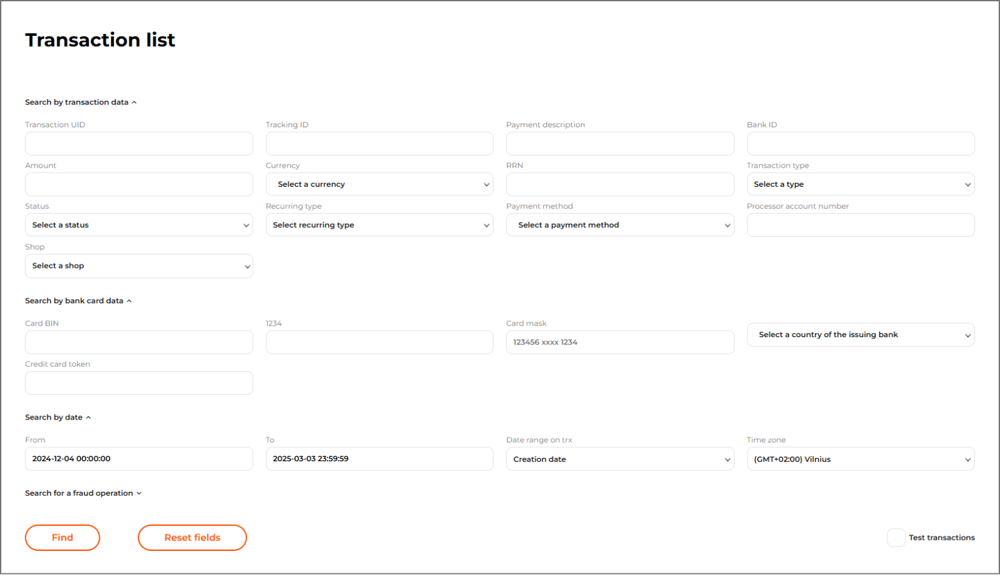 Transaction list
Search by transaction data
Transaction UID
Tracking ID
Payment description
Bank ID
Amount
Currency
RRN
Transaction type
Select a currency
Select a type
Status
Recurring type
Payment method
Processor account number
Select a status
Select recurring type
Select a payment method
Shop
Select a shop
Search by bank card data
Card BIN
1234
Card mask
123456 xxxx 1234
Select a country of the issuing bank
Credit card token
Search by date
From
To
Date range on trx
Time zone
2024-12-04 00:00:00
2025-03-03 23:59:59
Creation date
(GMT+02:00) Vilnius
Search for a fraud operation
Find
Reset fields
Test transactions